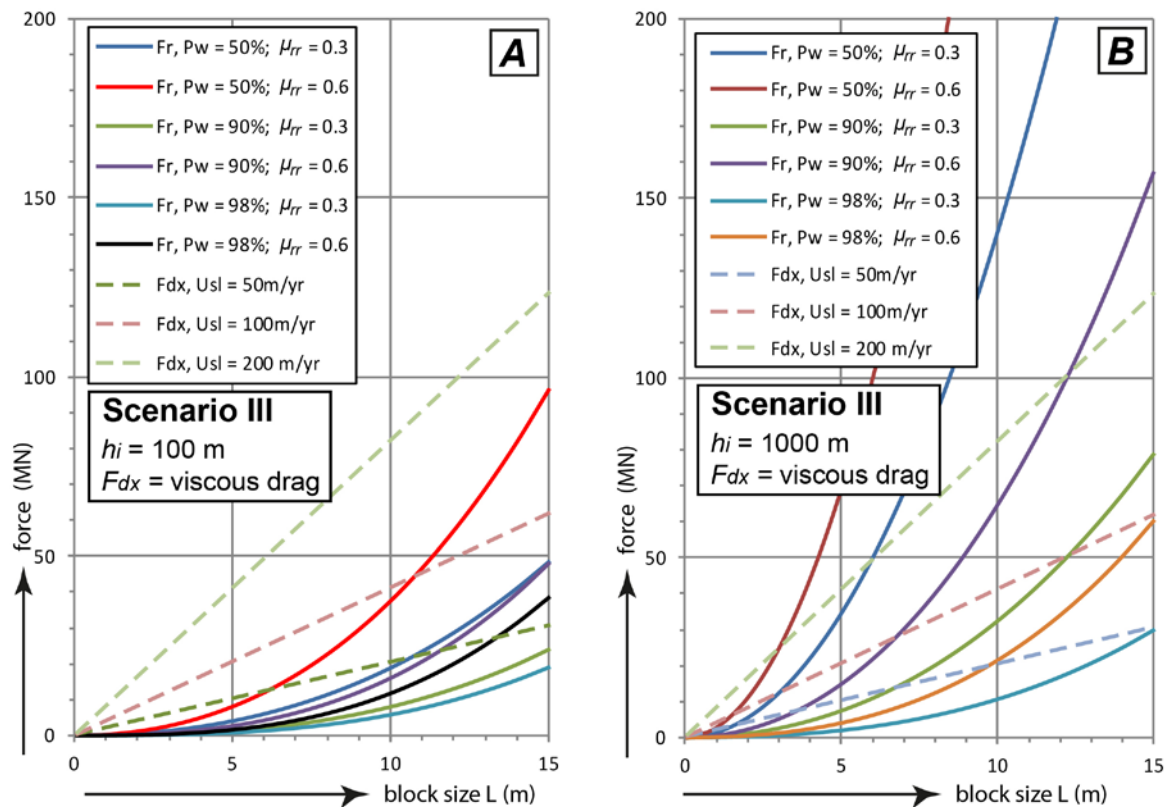 200
150
100
50
0
force (MN)
Fr, Pw = 50%; μrr = 0.3
Fr, Pw = 50%; μrr = 0.6
Fr, Pw = 90%; μrr = 0.3
Fr, Pw = 90%; μrr = 0.6
Fr, Pw = 98%; μrr = 0.3
Fr, Pw = 98%; μrr = 0.6
Fdx, Usl = 50m/yr
Fdx, Usl = 100m/yr
Fdx, Usl = 200 m/yr
A
Scenario III
hi = 100 m
Fdx = viscous drag
0 5 10 15
block size L (m)
200
150
100
50
0
force (MN)
Fr, Pw = 50%; μrr = 0.3
Fr, Pw = 50%; μrr = 0.6
Fr, Pw = 90%; μrr = 0.3
Fr, Pw = 90%; μrr = 0.6
Fr, Pw = 98%; μrr = 0.3
Fr, Pw = 98%; μrr = 0.6
Fdx, Usl = 50m/yr
Fdx, Usl = 100m/yr
Fdx, Usl = 200 m/yr
B
Scenario III
hi = 1000 m
Fdx = viscous drag
0 5 10 15
block size L (m)